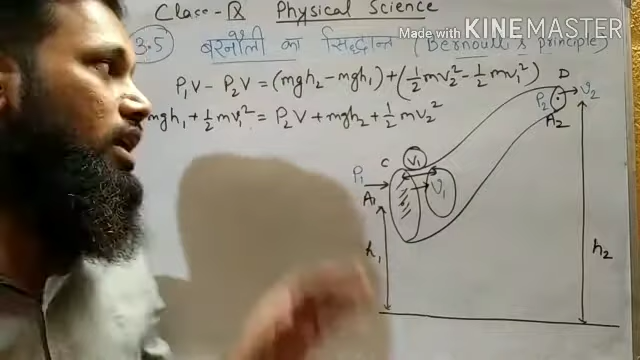 Class-IX Physical Science
Made with KINEMASTER
3.5 बरनौली का सिद्धान्त (Bernoulli's principle)
P₁V - P₂V = (mgh₂ - mgh₁) + (½mv₂² - ½mv₁²)
mgh₁ + ½mv₁² = P₂V + mgh₂ + ½mv₂²
D
P₂ v₂
A₂
C V₁
P₁
A₁ v₁
h₁ h₂